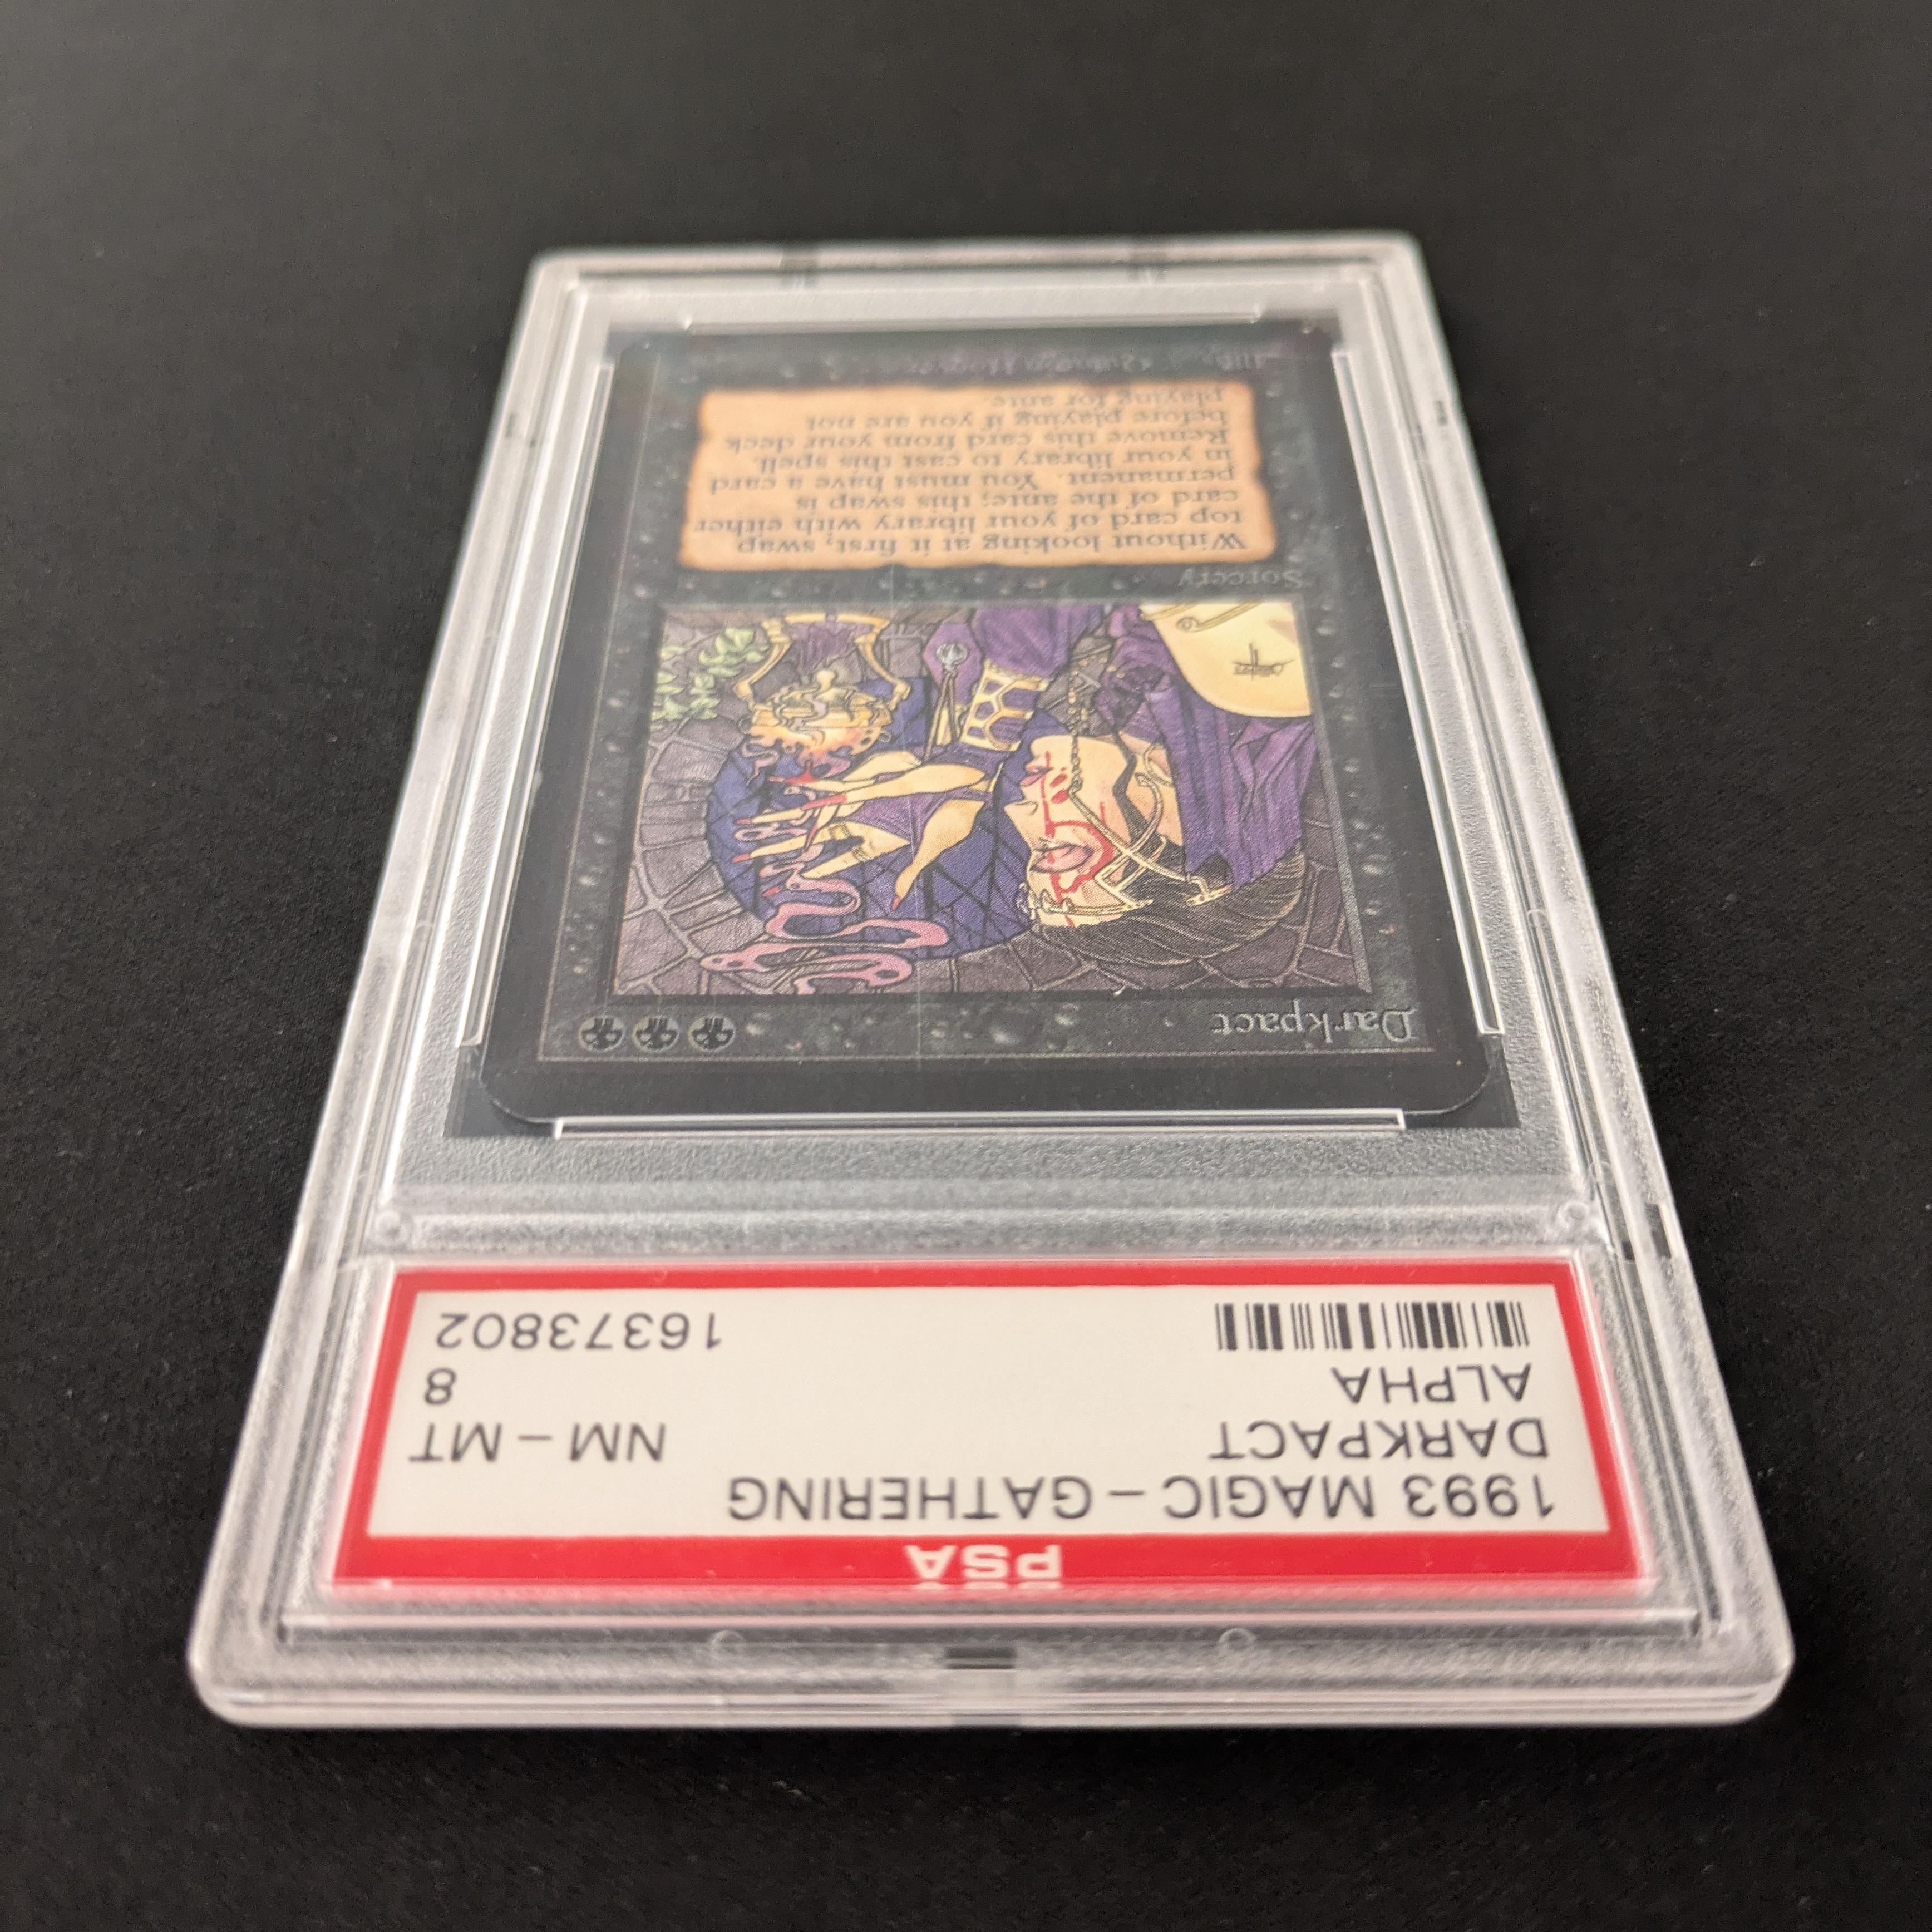 PSA
1993 MAGIC - GATHERING
DARKPACT NM - MT
ALPHA 8
16373802
Darkpact
Sorcery
Without looking at it first, swap
top card of your library with either
card of the ante; this swap is
permanent. You must have a card
in your library to cast this spell.
Remove this card from your deck
before playing if you are not
playing for ante.
Illus. Quinton Hoover